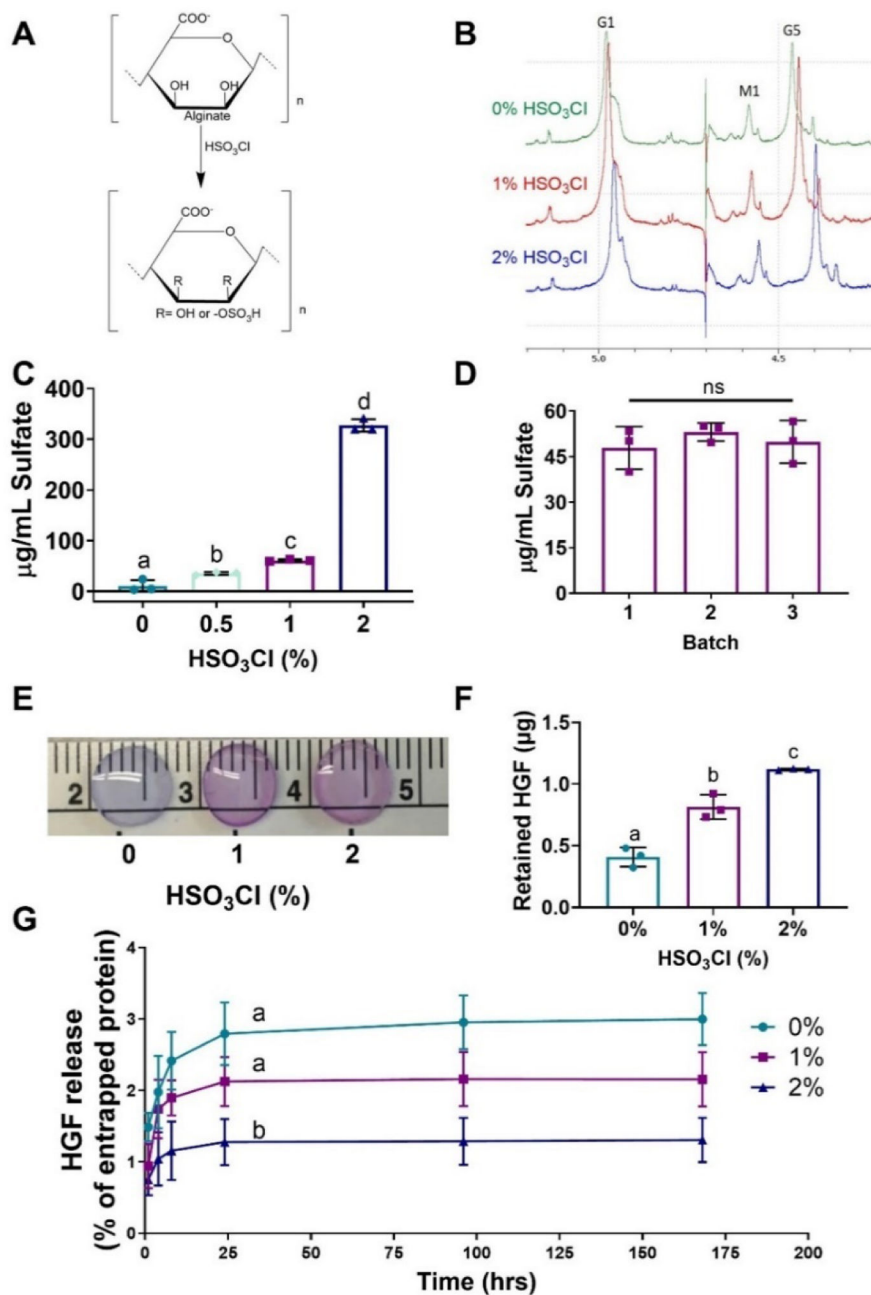 A
COO⁻
O
OH
OH
Alginate
n
HSO₃Cl
COO⁻
O
R
R
n
R= OH or -OSO₃H
B
G1
G5
M1
0% HSO₃Cl
1% HSO₃Cl
2% HSO₃Cl
5.0
4.5
C
µg/mL Sulfate
400
300
200
100
0
a
b
c
d
0
0.5
1
2
HSO₃Cl (%)
D
ns
µg/mL Sulfate
60
45
30
15
0
1
2
3
Batch
E
2
3
4
5
0
1
2
HSO₃Cl (%)
F
Retained HGF (µg)
1.5
1.0
0.5
0.0
a
b
c
0%
1%
2%
HSO₃Cl (%)
G
HGF release
(% of entrapped protein)
4
3
2
1
0
a
a
b
0%
1%
2%
0
25
50
75
100
125
150
175
200
Time (hrs)